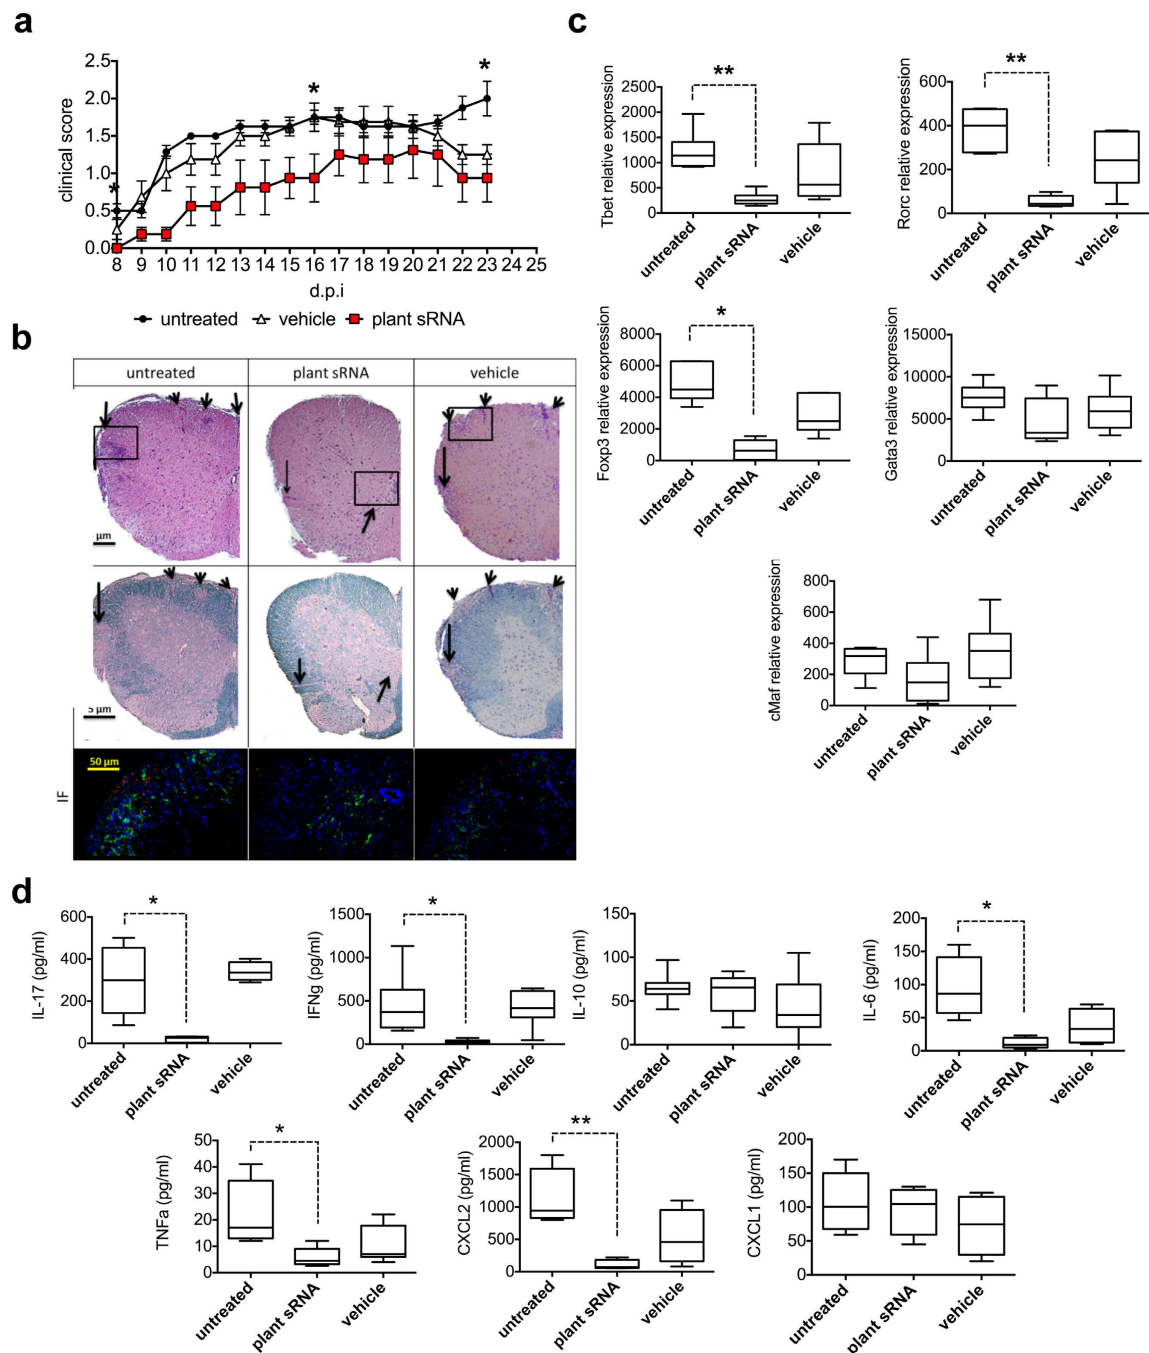 a
clinical score
2.5
2.0
1.5
1.0
0.5
0.0
*
*
*
8 9 10 11 12 13 14 15 16 17 18 19 20 21 22 23 24 25
d.p.i
untreated vehicle plant sRNA
b
untreated plant sRNA vehicle
µm
5 µm
50 µm
IF
c
Tbet relative expression
2500
2000
1500
1000
500
0
**
untreated
plant sRNA
vehicle
Rorc relative expression
600
400
200
0
**
untreated
plant sRNA
vehicle
Foxp3 relative expression
8000
6000
4000
2000
0
*
untreated
plant sRNA
vehicle
Gata3 relative expression
15000
10000
5000
0
untreated
plant sRNA
vehicle
cMaf relative expression
800
600
400
200
0
untreated
plant sRNA
vehicle
d
IL-17 (pg/ml)
600
400
200
0
*
untreated
plant sRNA
vehicle
IFNg (pg/ml)
1500
1000
500
0
*
untreated
plant sRNA
vehicle
IL-10 (pg/ml)
150
100
50
0
untreated
plant sRNA
vehicle
IL-6 (pg/ml)
200
150
100
50
0
*
untreated
plant sRNA
vehicle
TNFa (pg/ml)
50
40
30
20
10
0
*
untreated
plant sRNA
vehicle
CXCL2 (pg/ml)
2000
1500
1000
500
0
**
untreated
plant sRNA
vehicle
CXCL1 (pg/ml)
200
150
100
50
0
untreated
plant sRNA
vehicle